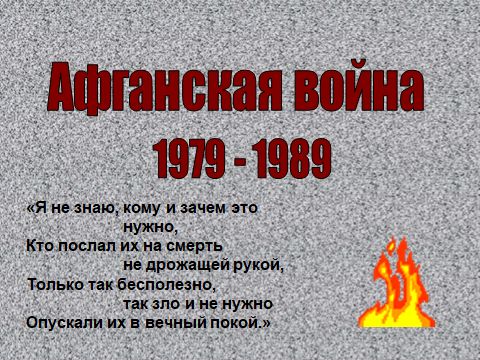 Афганская война
1979 - 1989
«Я не знаю, кому и зачем это
нужно,
Кто послал их на смерть
не дрожащей рукой,
Только так бесполезно,
так зло и не нужно
Опускали их в вечный покой.»